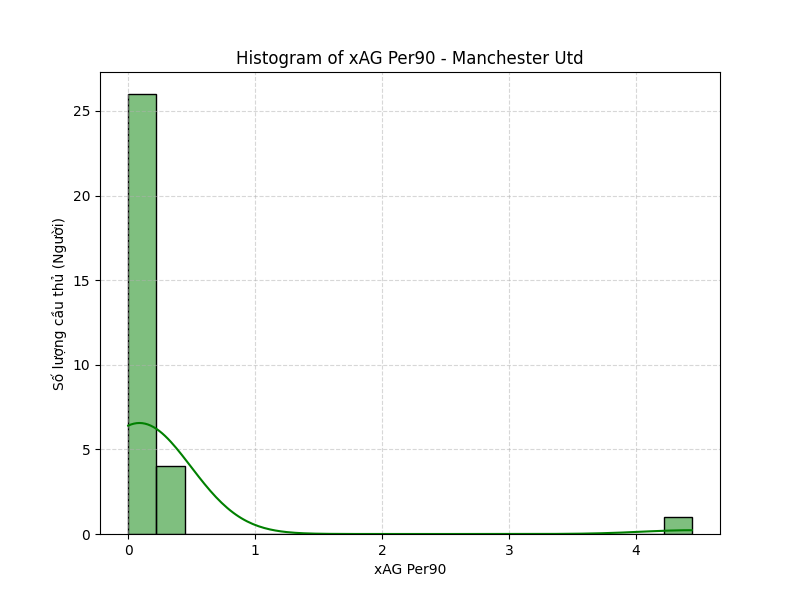 Histogram of xAG Per90 - Manchester Utd
Số lượng cầu thủ (Người)
25
20
15
10
5
0
0 1 2 3 4
xAG Per90